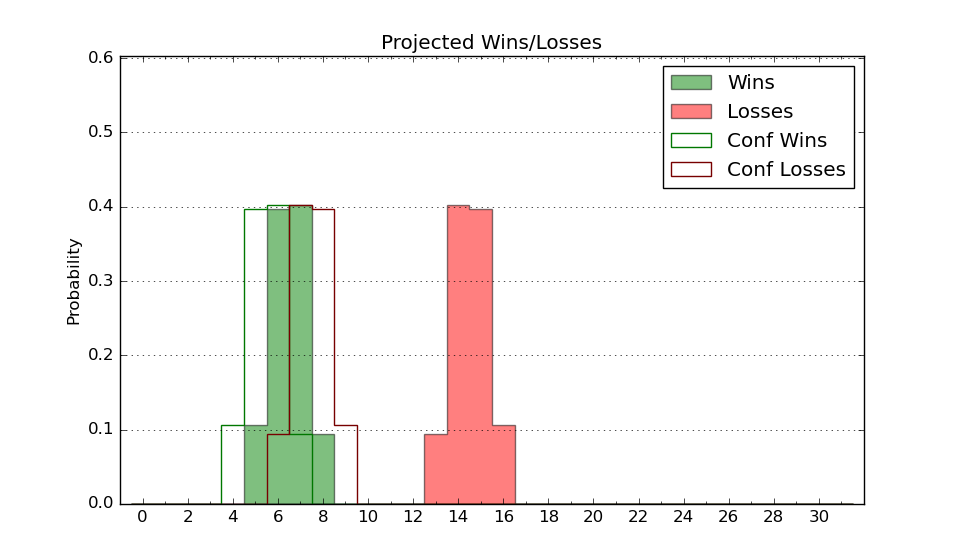 Projected Wins/Losses
Wins
Losses
Conf Wins
Conf Losses
Probability
0.6
0.5
0.4
0.3
0.2
0.1
0.0
0 2 4 6 8 10 12 14 16 18 20 22 24 26 28 30